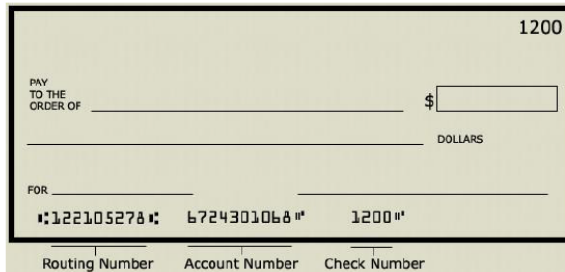 1200
PAY
TO THE
ORDER OF
$
DOLLARS
FOR
⑆122105278⑆ 6724301068⑈ 1200⑈
Routing Number Account Number Check Number